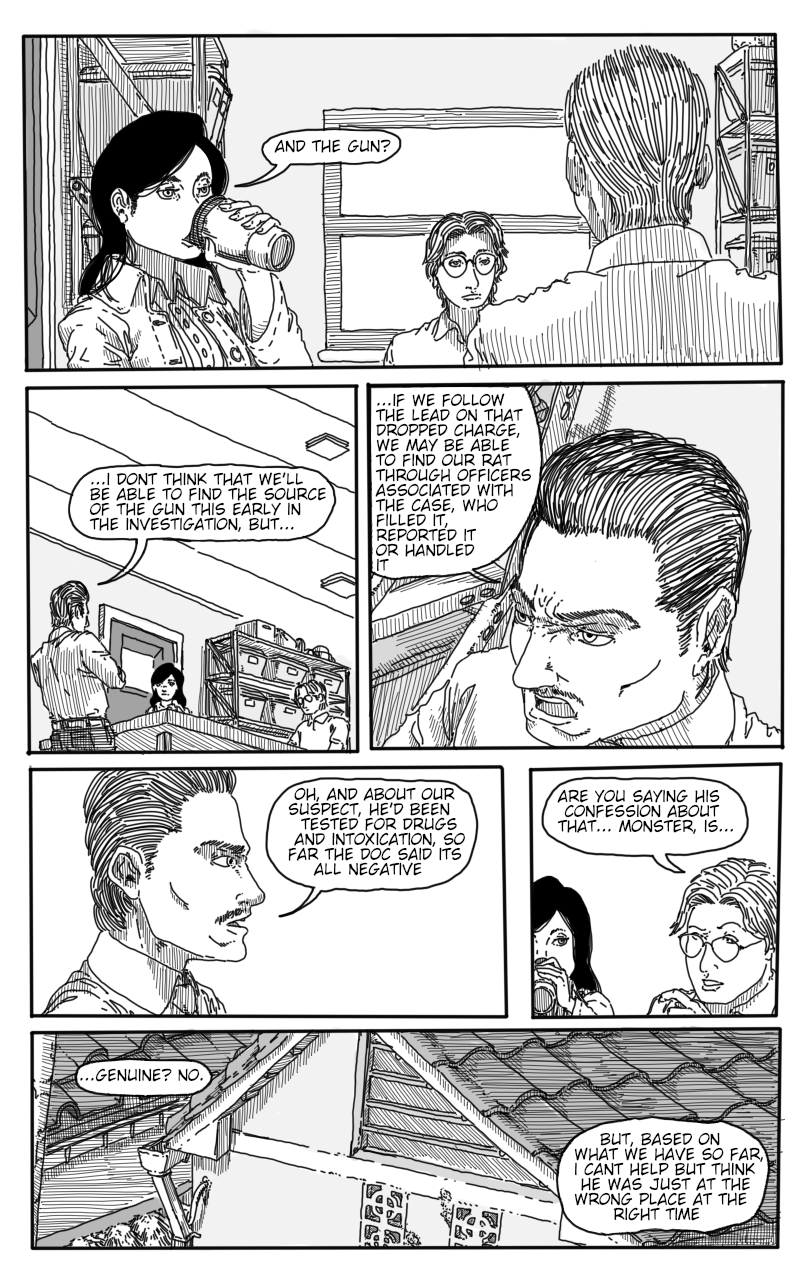 AND THE GUN?
...I DONT THINK THAT WE'LL
BE ABLE TO FIND THE SOURCE
OF THE GUN THIS EARLY IN
THE INVESTIGATION, BUT...
...IF WE FOLLOW
THE LEAD ON THAT
DROPPED CHARGE,
WE MAY BE ABLE
TO FIND OUR RAT
THROUGH OFFICERS
ASSOCIATED WITH
THE CASE, WHO
FILLED IT,
REPORTED IT
OR HANDLED
IT
OH, AND ABOUT OUR
SUSPECT, HE'D BEEN
TESTED FOR DRUGS
AND INTOXICATION, SO
FAR THE DOC SAID ITS
ALL NEGATIVE
ARE YOU SAYING HIS
CONFESSION ABOUT
THAT... MONSTER, IS...
...GENUINE? NO.
BUT, BASED ON
WHAT WE HAVE SO FAR,
I CANT HELP BUT THINK
HE WAS JUST AT THE
WRONG PLACE AT THE
RIGHT TIME